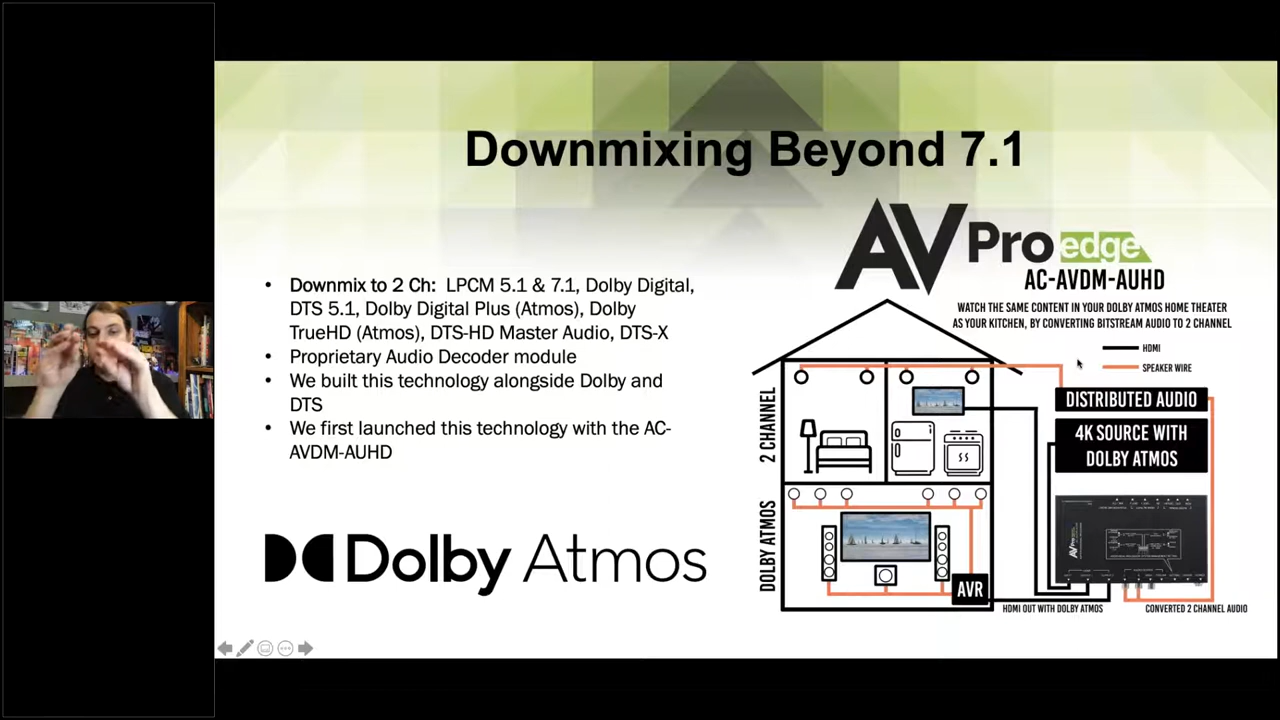 Downmixing Beyond 7.1
AVProedge
AC-AVDM-AUHD
• Downmix to 2 Ch: LPCM 5.1 & 7.1, Dolby Digital,
DTS 5.1, Dolby Digital Plus (Atmos), Dolby
TrueHD (Atmos), DTS-HD Master Audio, DTS-X
• Proprietary Audio Decoder module
• We built this technology alongside Dolby and
DTS
• We first launched this technology with the AC-
AVDM-AUHD
Dolby Atmos
WATCH THE SAME CONTENT IN YOUR DOLBY ATMOS HOME THEATER
AS YOUR KITCHEN, BY CONVERTING BITSTREAM AUDIO TO 2 CHANNEL
HDMI
SPEAKER WIRE
2 CHANNEL
DOLBY ATMOS
DISTRIBUTED AUDIO
4K SOURCE WITH
DOLBY ATMOS
AVR
HDMI OUT WITH DOLBY ATMOS
CONVERTED 2 CHANNEL AUDIO